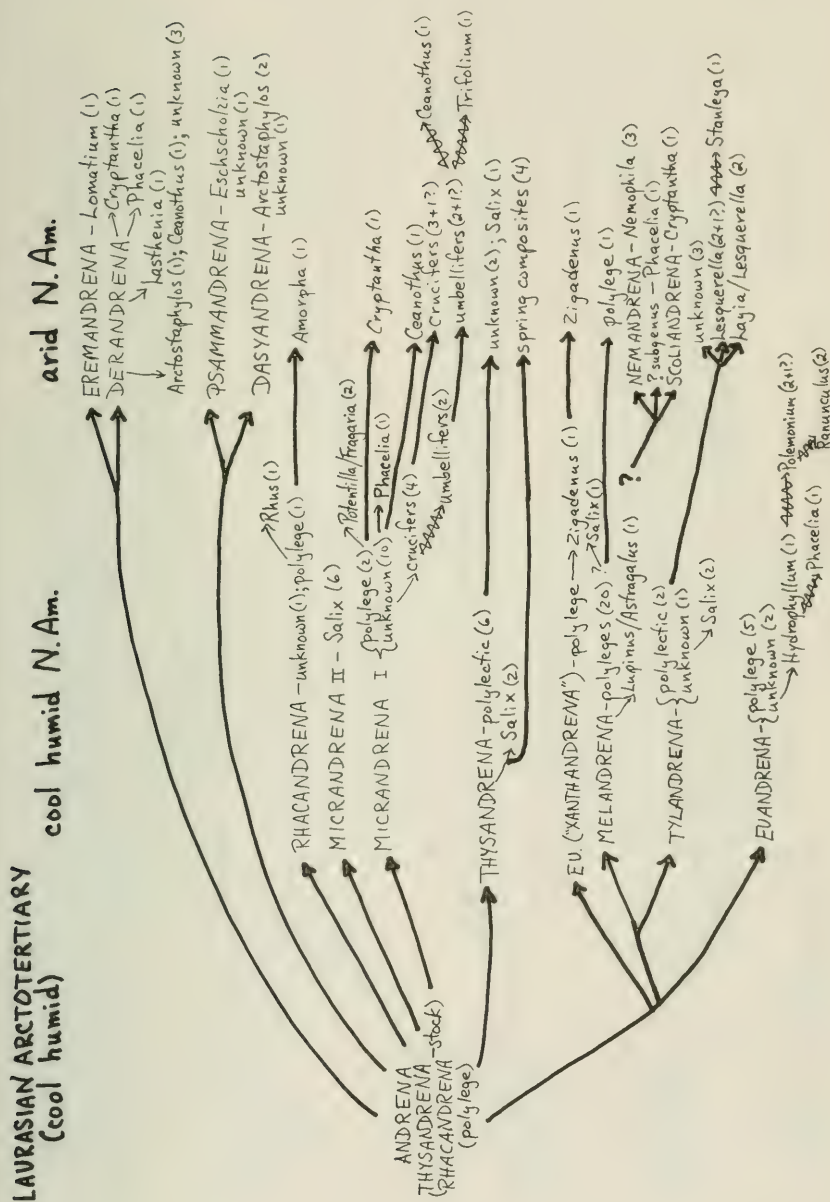 LAURASIAN ARCTOTERTIARY
(cool humid)
cool humid N. Am.
arid N. Am.
ANDRENA
THYSANDRENA
(RHACANDRENA-stock)
(polylege)
EREMANDRENA - Lomatium (1)
DERANDRENA → Cryptantha (1)
Phacelia (1)
Lasthenia (1)
Arctostaphylos (1); Ceanothus (1); unknown (3)
PSAMMANDRENA - Eschscholzia (1)
unknown (1)
DASYANDRENA - Arctostaphylos (2)
unknown (1)
Rhus (1)
RHACANDRENA - unknown (1); polylege (1)
Amorpha (1)
MICRANDRENA II - Salix (6)
Potentilla/Fragaria (2)
MICRANDRENA I { polylege (2)
unknown (10)
Cryptantha (1)
Phacelia (1)
Ceanothus (1)
Crucifers (4)
Crucifers (3+1?)
Ceanothus (1)
Umbellifers (2)
umbellifers (2+1?)
Trifolium (1)
THYSANDRENA - polylectic (6)
Salix (2)
unknown (2); Salix (1)
spring composites (4)
EU. ("XANTHANDRENA") - polylege → Zigadenus (1)
Zigadenus (1)
MELANDRENA - polyleges (20) ? Salix (1)
polylege (1)
Lupinus/Astragalus (1)
?
NEMANDRENA - Nemophila (3)
? subgenus - Phacelia (1)
SCOLIANDRENA - Cryptantha (1)
TYLANDRENA - { polylectic (2)
unknown (1)
Salix (2)
unknown (3)
Lesquerella (2+1?)
Stanleya (1)
Layia/Lesquerella (2)
EUANDRENA - { polylege (5)
unknown (2)
Hydrophyllum (1)
Polemonium (2+1?)
Phacelia (1)
Ranunculus (2)